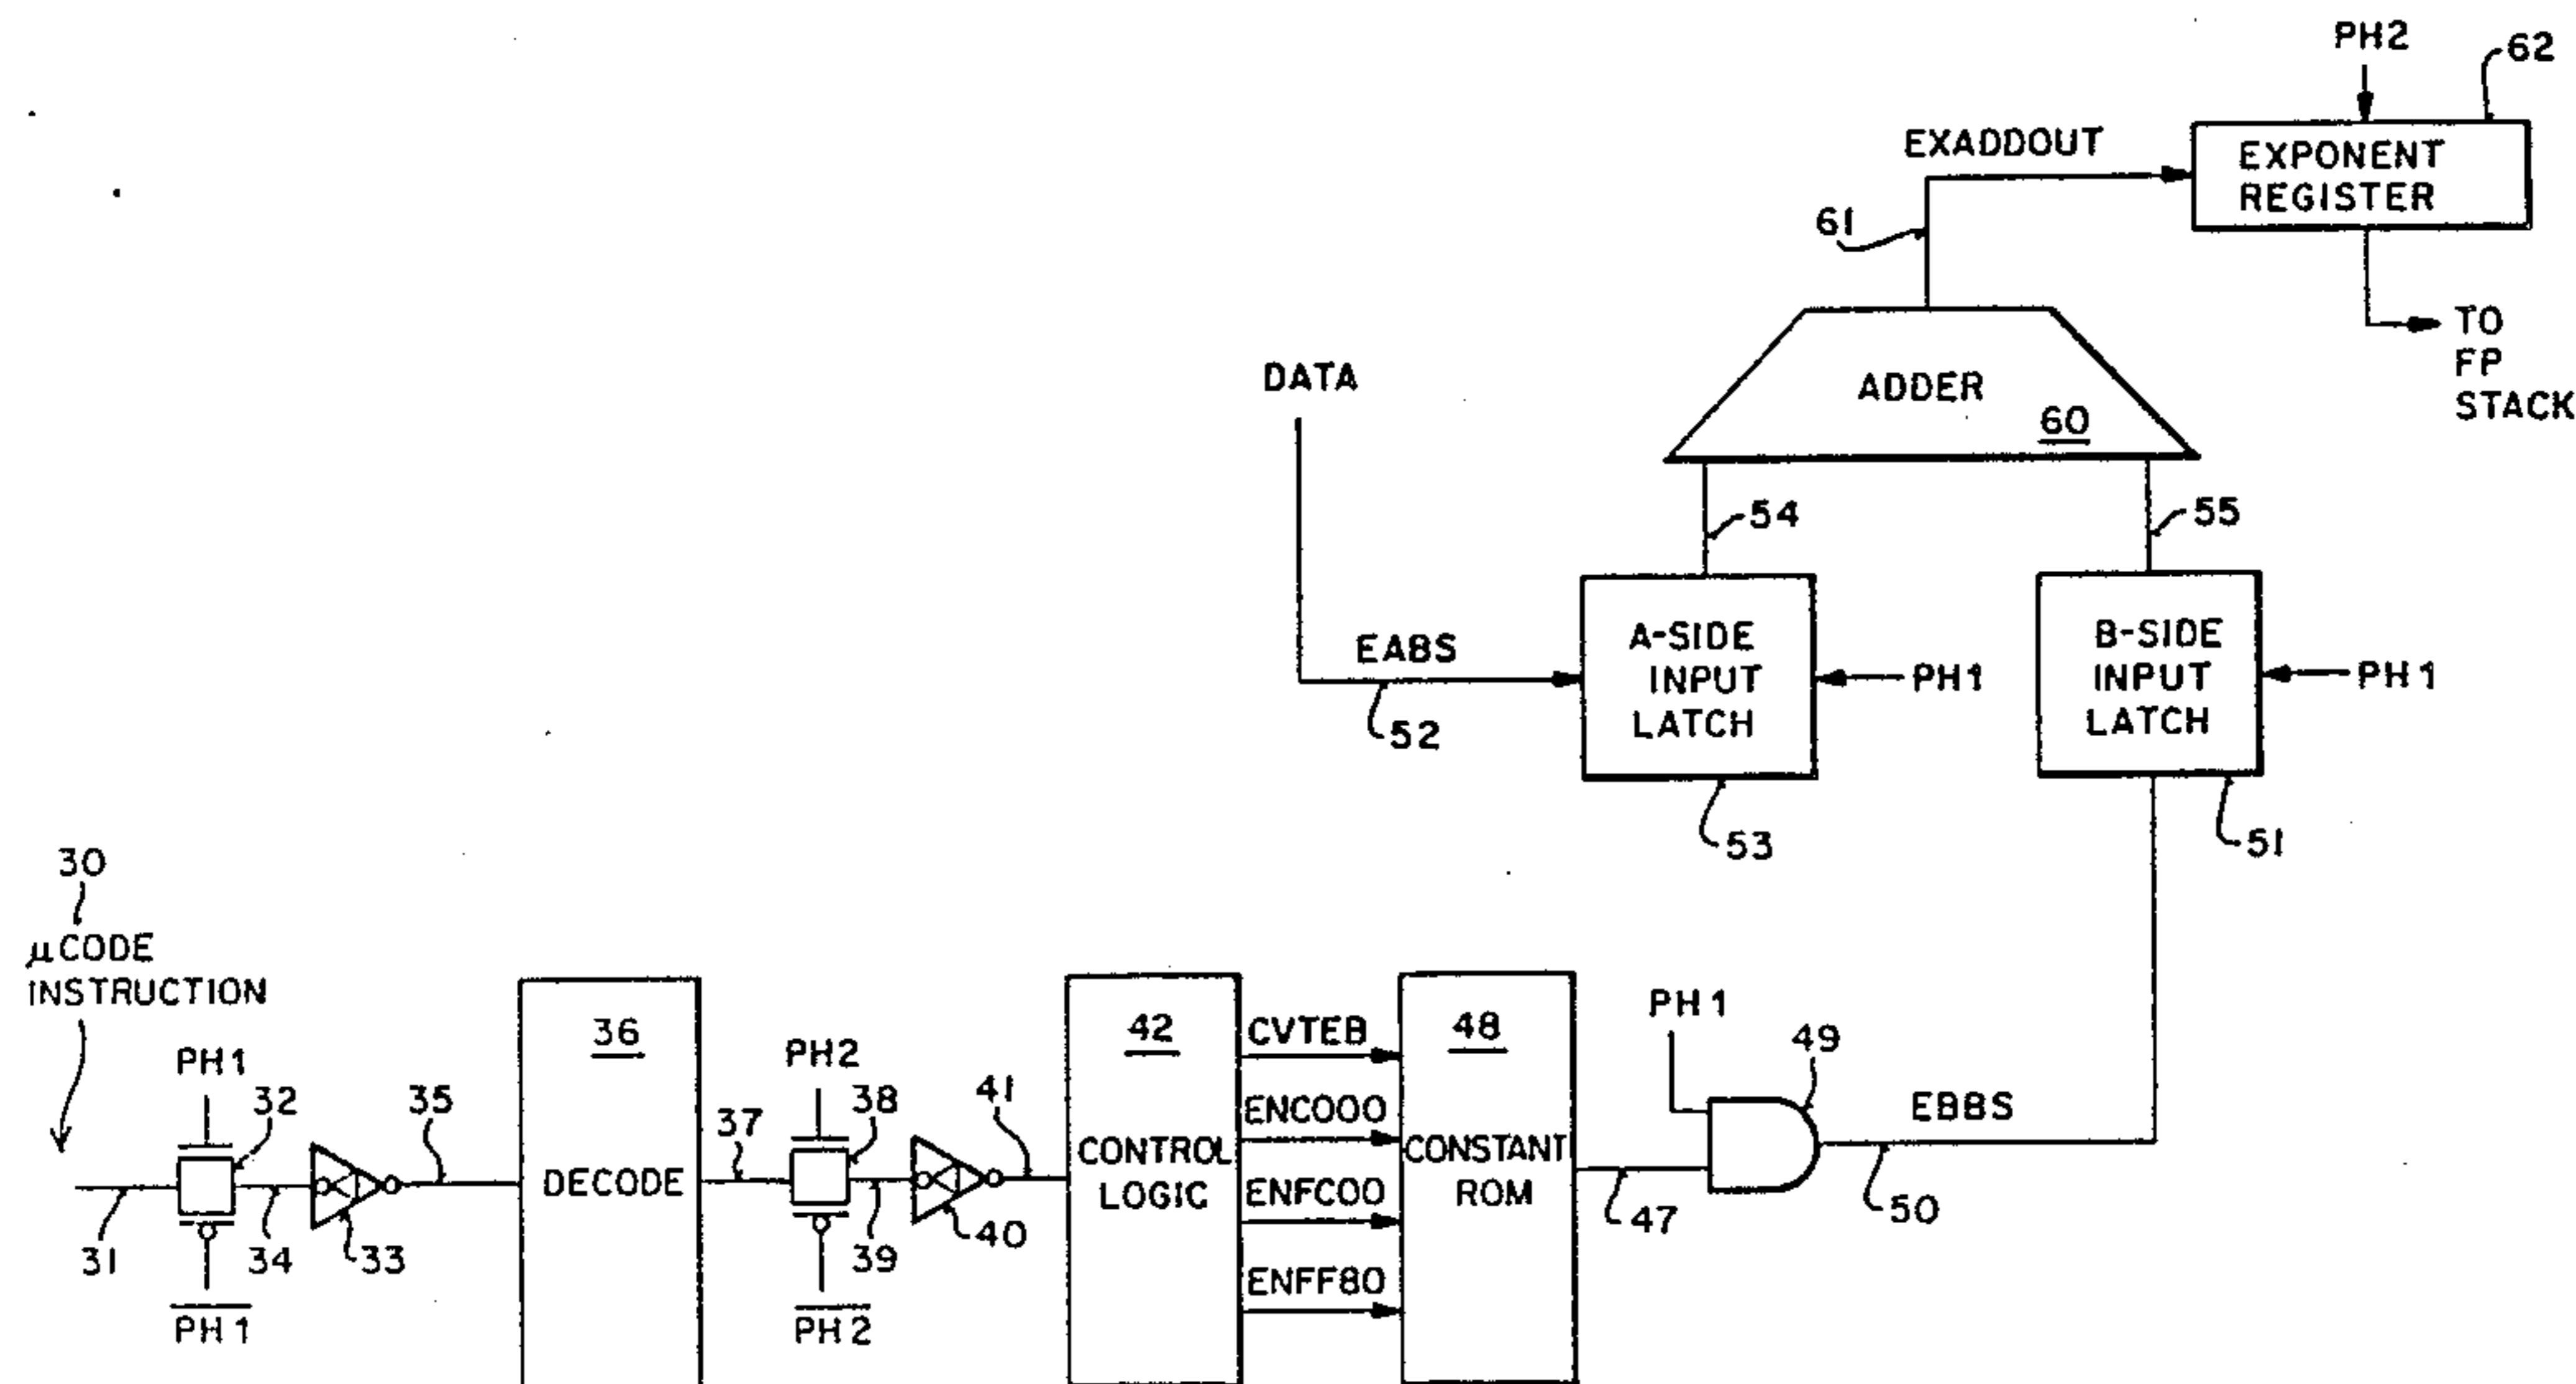 PH2
62
EXADDOUT
EXPONENT
REGISTER
61
TO
FP
STACK
DATA
ADDER
60
54
55
EABS
52
A-SIDE
INPUT
LATCH
PH1
53
B-SIDE
INPUT
LATCH
PH1
51
30
μCODE
INSTRUCTION
PH1
32
31
34
33
35
PH1
36
DECODE
37
PH2
38
39
40
41
PH2
42
CONTROL
LOGIC
CVTEB
ENC000
ENFC00
ENFF80
48
CONSTANT
ROM
47
PH1
49
EBBS
50